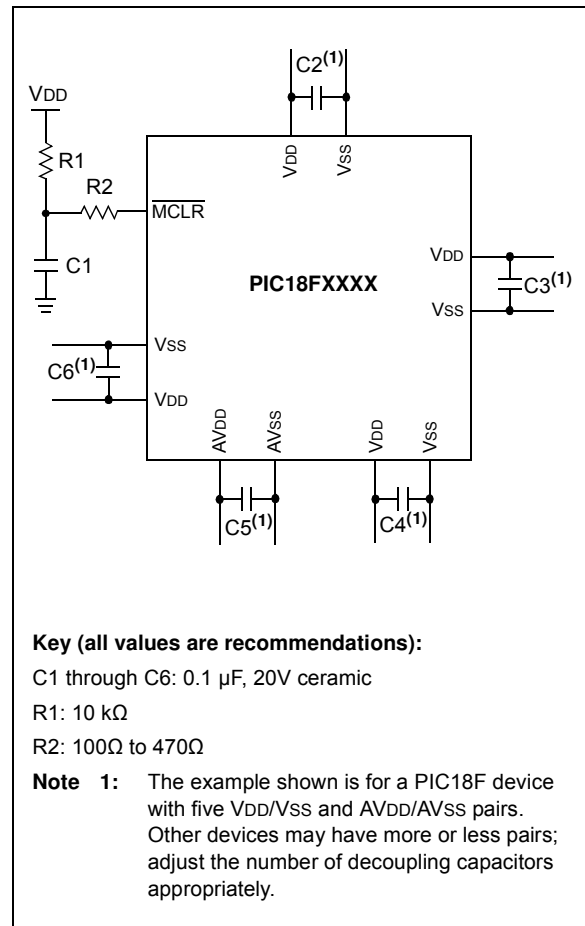 C2(1)
VDD
R1
R2
C1
MCLR
VDD
VSS
PIC18FXXXX
VDD
VSS
C3(1)
C6(1)
VSS
VDD
AVDD
AVSS
VDD
VSS
C5(1)
C4(1)
Key (all values are recommendations):
C1 through C6: 0.1 µF, 20V ceramic
R1: 10 kΩ
R2: 100Ω to 470Ω
Note 1: The example shown is for a PIC18F device
with five VDD/VSS and AVDD/AVSS pairs.
Other devices may have more or less pairs;
adjust the number of decoupling capacitors
appropriately.